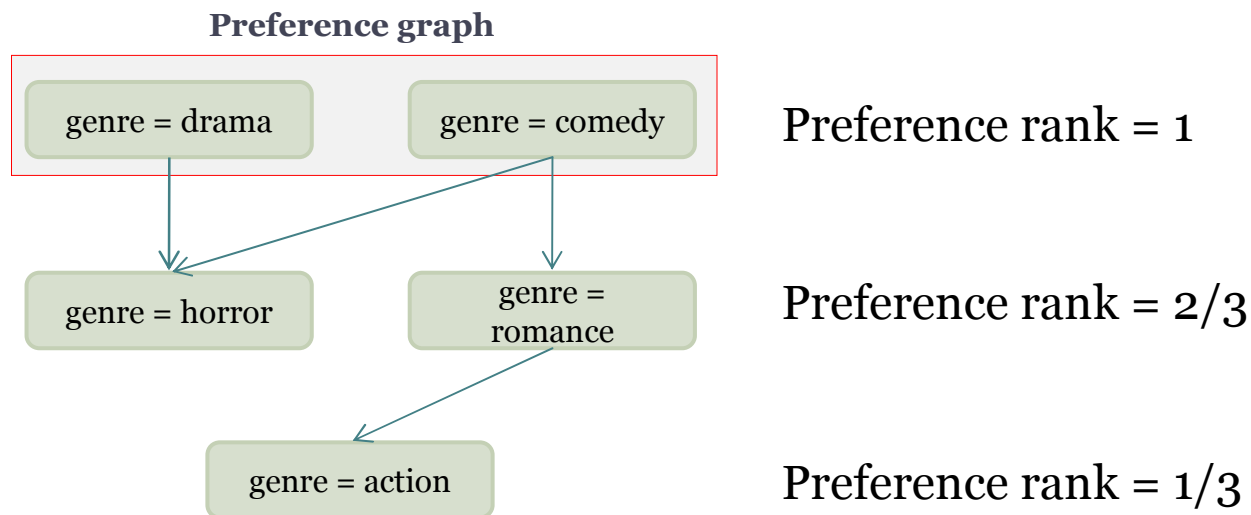 Preference graph
genre = drama
genre = comedy
Preference rank = 1
genre = horror
genre =
romance
Preference rank = 2/3
genre = action
Preference rank = 1/3